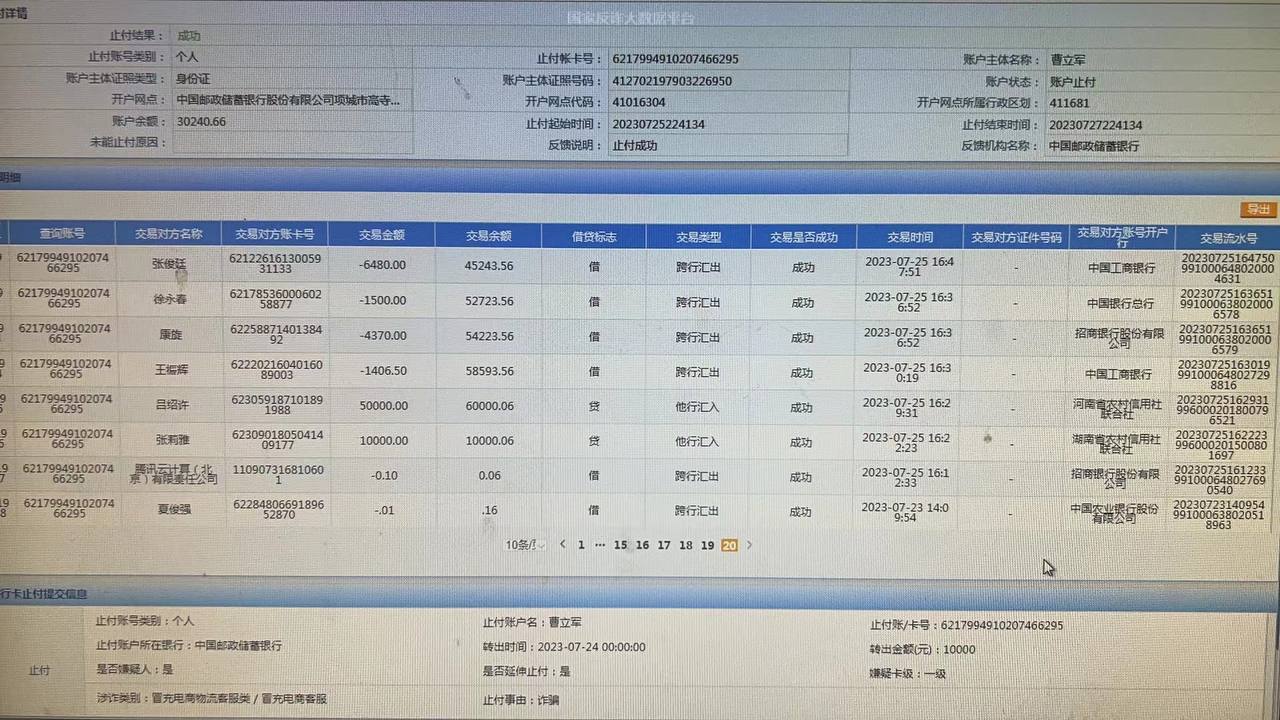 付详情
国家反诈大数据平台
止付结果： 成功
止付账号类别： 个人 止付帐卡号： 6217994910207466295 账户主体名称： 曹立军
账户主体证照类型： 身份证 账户主体证照号码： 412702197903226950 账户状态： 账户止付
开户网点： 中国邮政储蓄银行股份有限公司项城市高寺... 开户网点代码： 41016304 开户网点所属行政区划： 411681
账户余额： 30240.66 止付起始时间： 20230725224134 止付结束时间： 20230727224134
未能止付原因： 反馈说明： 止付成功 反馈机构名称： 中国邮政储蓄银行
明细
导出
查询账号 交易对方名称 交易对方账卡号 交易金额 交易余额 借贷标志 交易类型 交易是否成功 交易时间 交易对方证件号码 交易对方账号开户行 交易流水号
6217994910207466295 张俊廷 6212261613005931133 -6480.00 45243.56 借 跨行汇出 成功 2023-07-25 16:47:51 - 中国工商银行 20230725164750991000648020004631
6217994910207466295 徐永春 6217853600060258877 -1500.00 52723.56 借 跨行汇出 成功 2023-07-25 16:36:52 - 中国银行总行 20230725163651991000638020006578
6217994910207466295 康旋 6225887140138492 -4370.00 54223.56 借 跨行汇出 成功 2023-07-25 16:36:52 - 招商银行股份有限公司 20230725163651991000638020006579
6217994910207466295 王振辉 6222021604016089003 -1406.50 58593.56 借 跨行汇出 成功 2023-07-25 16:30:19 - 中国工商银行 20230725163019991000648027298816
6217994910207466295 吕绍许 6230591871018919​88 50000.00 60000.06 贷 他行汇入 成功 2023-07-25 16:29:31 - 河南省农村信用社联合社 20230725162931996000201800796521
6217994910207466295 张莉雅 6230901805041409177 10000.00 10000.06 贷 他行汇入 成功 2023-07-25 16:22:23 - 湖南省农村信用社联合社 20230725162223996000201500801697
6217994910207466295 腾讯云计算（北京）有限责任公司 110907316810601 -0.10 0.06 借 跨行汇出 成功 2023-07-25 16:12:33 - 招商银行股份有限公司 20230725161233991000648027690540
6217994910207466295 夏俊强 6228480669189652870 -.01 .16 借 跨行汇出 成功 2023-07-23 14:09:54 - 中国农业银行股份有限公司 20230723140954991000638020518963
10条/ 1 ··· 15 16 17 18 19 20
行卡止付提交信息
止付账号类别：个人 止付账户名：曹立军 止付账/卡号：6217994910207466295
止付账户所在银行：中国邮政储蓄银行 转出时间：2023-07-24 00:00:00 转出金额(元)：10000
止付 是否嫌疑人：是 是否延伸止付：是 嫌疑卡级：一级
涉诈类别：冒充电商物流客服类 / 冒充电商客服 止付事由：诈骗